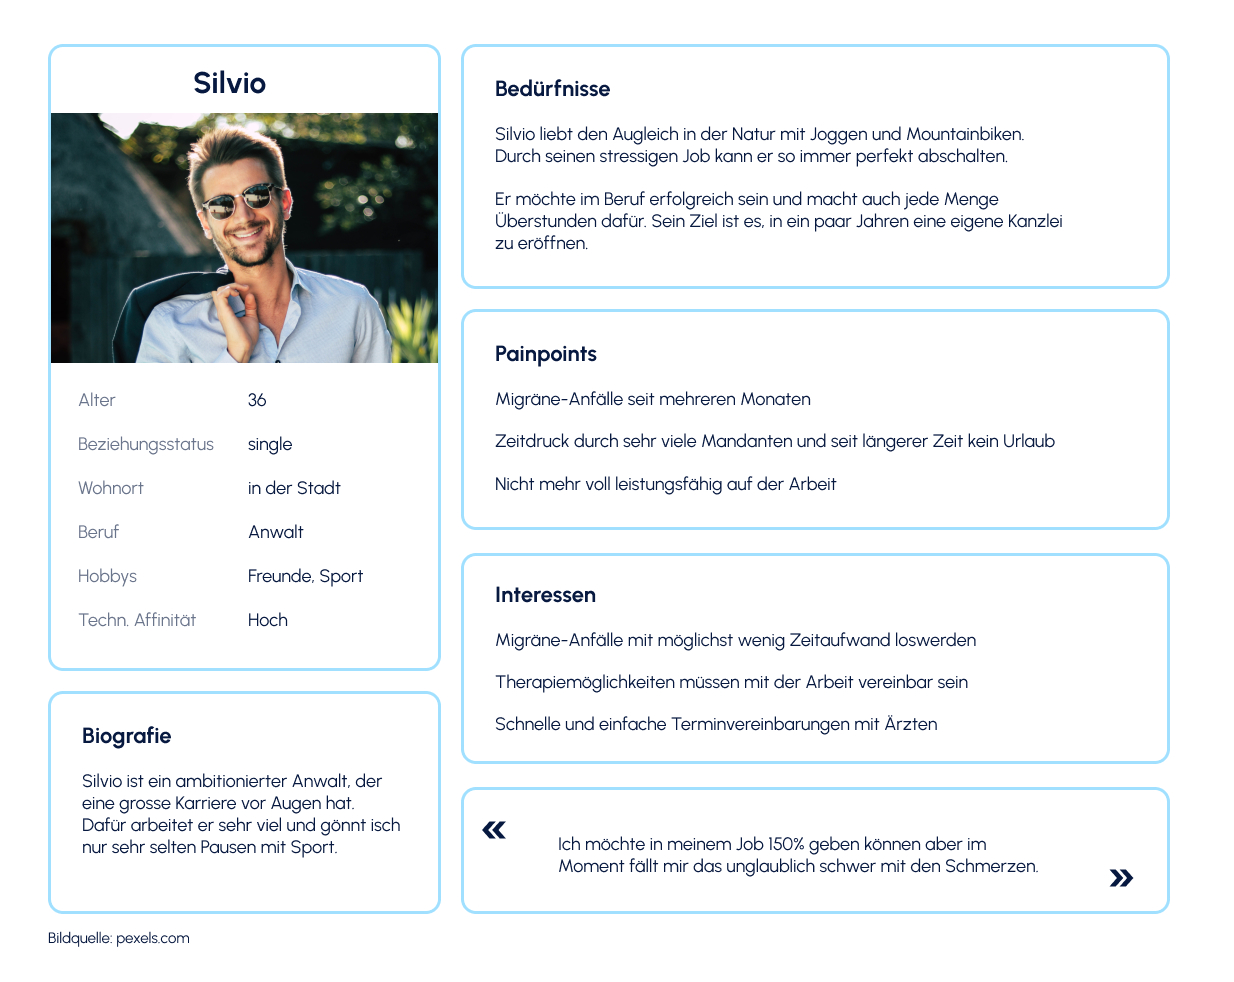 Silvio
Alter 36
Beziehungsstatus single
Wohnort in der Stadt
Beruf Anwalt
Hobbys Freunde, Sport
Techn. Affinität Hoch
Biografie
Silvio ist ein ambitionierter Anwalt, der
eine grosse Karriere vor Augen hat.
Dafür arbeitet er sehr viel und gönnt isch
nur sehr selten Pausen mit Sport.
Bedürfnisse
Silvio liebt den Augleich in der Natur mit Joggen und Mountainbiken.
Durch seinen stressigen Job kann er so immer perfekt abschalten.
Er möchte im Beruf erfolgreich sein und macht auch jede Menge
Überstunden dafür. Sein Ziel ist es, in ein paar Jahren eine eigene Kanzlei
zu eröffnen.
Painpoints
Migräne-Anfälle seit mehreren Monaten
Zeitdruck durch sehr viele Mandanten und seit längerer Zeit kein Urlaub
Nicht mehr voll leistungsfähig auf der Arbeit
Interessen
Migräne-Anfälle mit möglichst wenig Zeitaufwand loswerden
Therapiemöglichkeiten müssen mit der Arbeit vereinbar sein
Schnelle und einfache Terminvereinbarungen mit Ärzten
«
Ich möchte in meinem Job 150% geben können aber im
Moment fällt mir das unglaublich schwer mit den Schmerzen.
»
Bildquelle: pexels.com